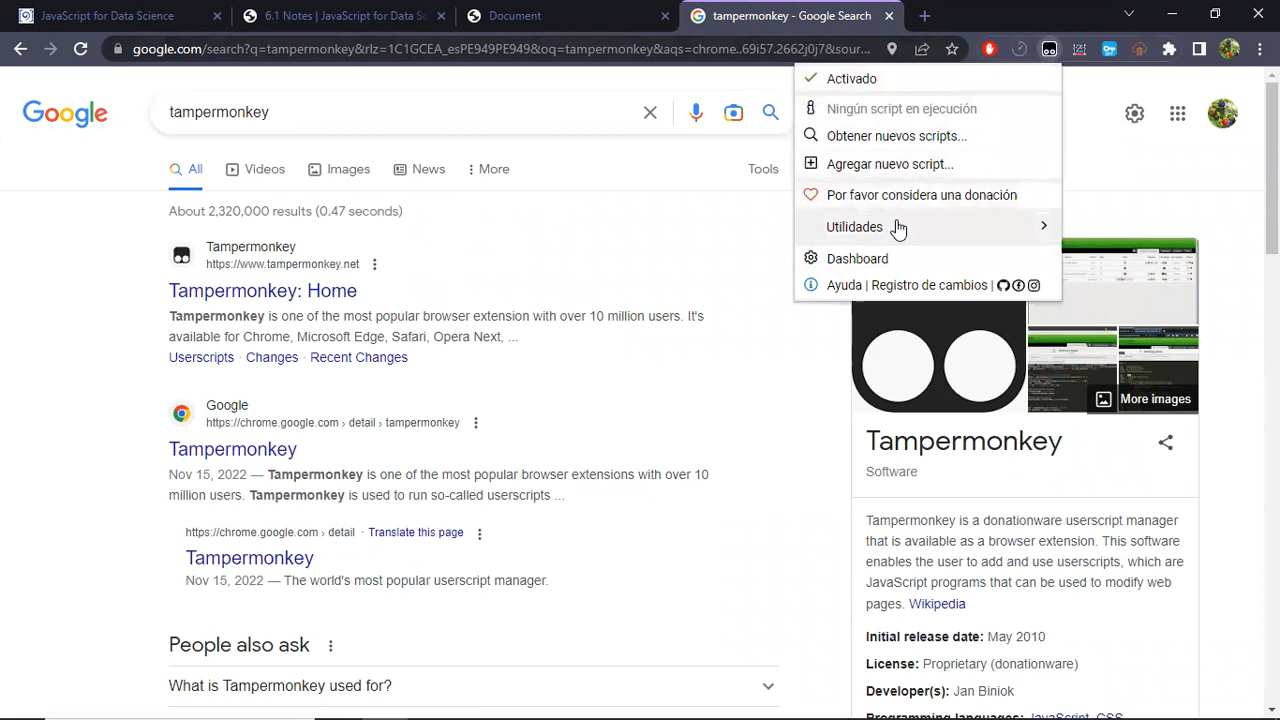 JavaScript for Data Science
6.1 Notes | JavaScript for Data S
Document
tampermonkey - Google Search
google.com/search?q=tampermonkey&rlz=1C1CHBF_esPE949PE949&oq=tampermonkey&aqs=chrome..69i57.2662j0j7&sour...
Google
tampermonkey
All
Videos
Images
News
More
Tools
About 2,320,000 results (0.47 seconds)
Activado
Ningún script en ejecución
Obtener nuevos scripts...
Agregar nuevo script...
Por favor considera una donación
Utilidades
Dashboard
Ayuda | Registro de cambios |
Tampermonkey
https://www.tampermonkey.net
Tampermonkey: Home
Tampermonkey is one of the most popular browser extension with over 10 million users. It's
available for Chrome, Microsoft Edge, Safari, Opera Next, ...
Userscripts · Changes · Recent Changes
Google
https://chrome.google.com › detail › tampermonkey
Tampermonkey
Nov 15, 2022 — Tampermonkey is one of the most popular browser extensions with over 10
million users. Tampermonkey is used to run so-called userscripts ...
https://chrome.google.com › detail · Translate this page
Tampermonkey
Nov 15, 2022 — The world's most popular userscript manager.
People also ask
What is Tampermonkey used for?
More images
Tampermonkey
Software
Tampermonkey is a donationware userscript manager
that is available as a browser extension. This software
enables the user to add and use userscripts, which are
JavaScript programs that can be used to modify web
pages. Wikipedia
Initial release date: May 2010
License: Proprietary (donationware)
Developer(s): Jan Biniok
Programming languages: JavaScript, CSS